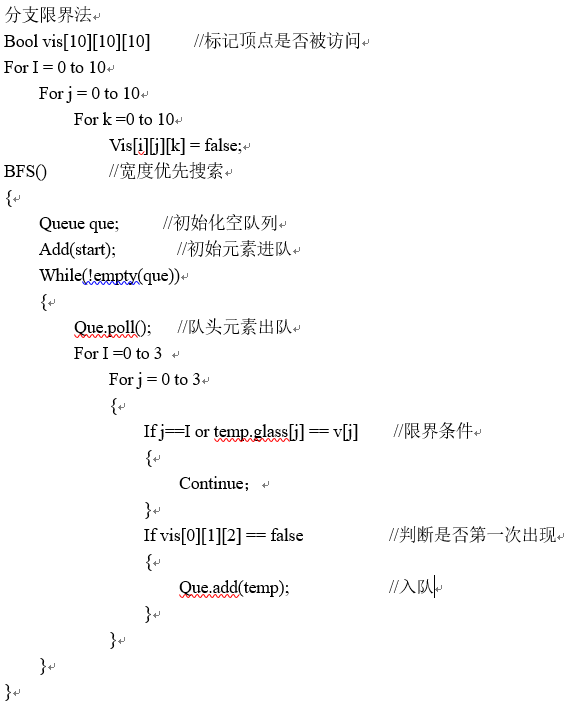 分支限界法
Bool vis[10][10][10] //标记顶点是否被访问
For I = 0 to 10
For j = 0 to 10
For k =0 to 10
Vis[i][j][k] = false;
BFS() //宽度优先搜索
{
Queue que; //初始化空队列
Add(start); //初始元素进队
While(!empty(que))
{
Que.poll(); //队头元素出队
For I =0 to 3
For j = 0 to 3
{
If j==I or temp.glass[j] == v[j] //限界条件
{
Continue；
}
If vis[0][1][2] == false //判断是否第一次出现
{
Que.add(temp); //入队
}
}
}
}